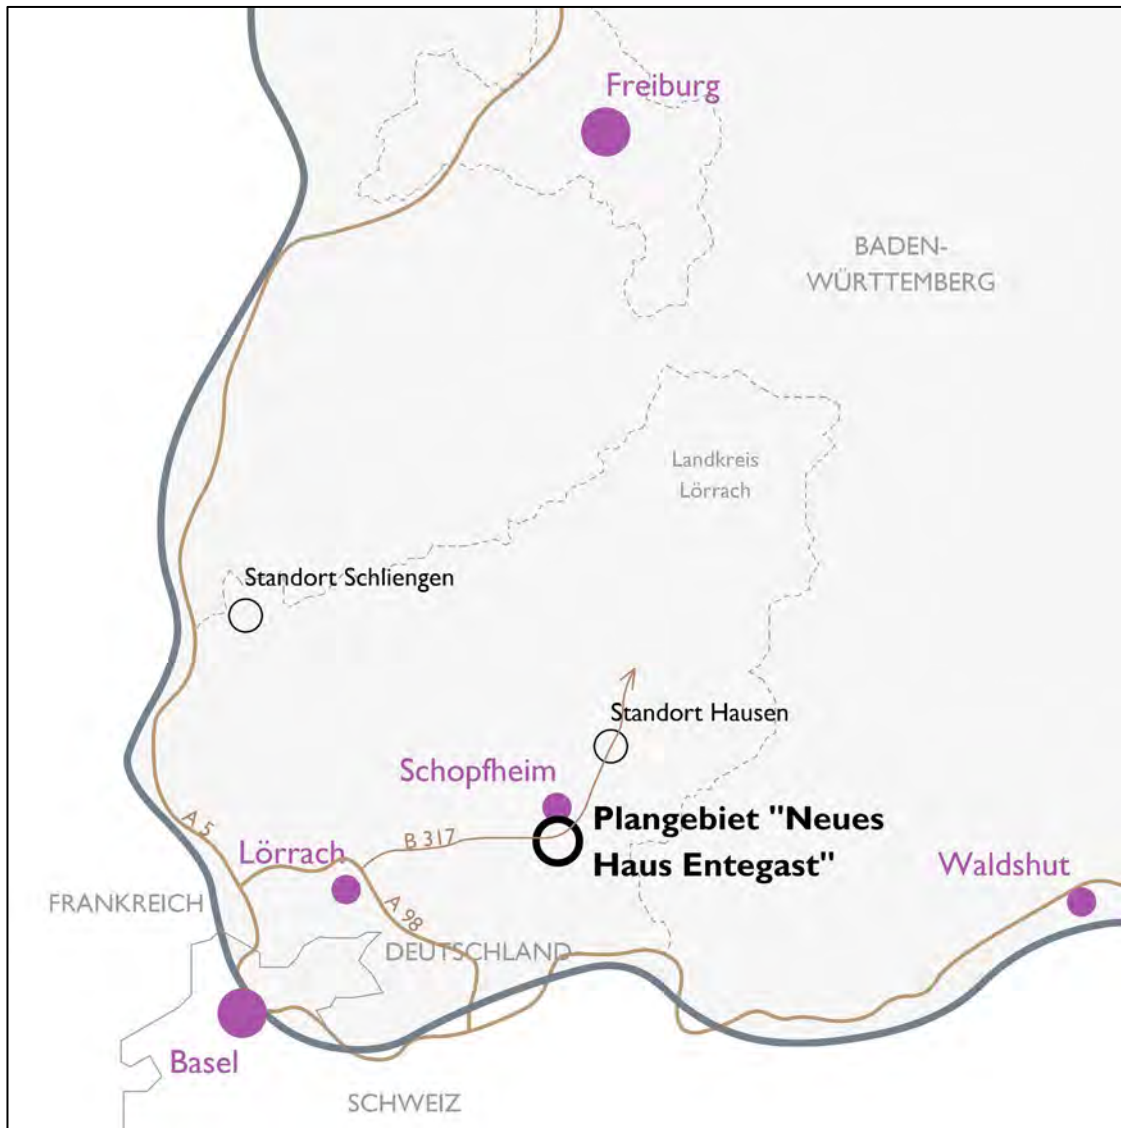 Freiburg
BADEN-
WÜRTTEMBERG
Landkreis
Lörrach
Standort Schliengen
Standort Hausen
Schopfheim
Plangebiet "Neues
Haus Entegast"
A 5
B 317
Lörrach
Waldshut
FRANKREICH
A 98
DEUTSCHLAND
Basel
SCHWEIZ